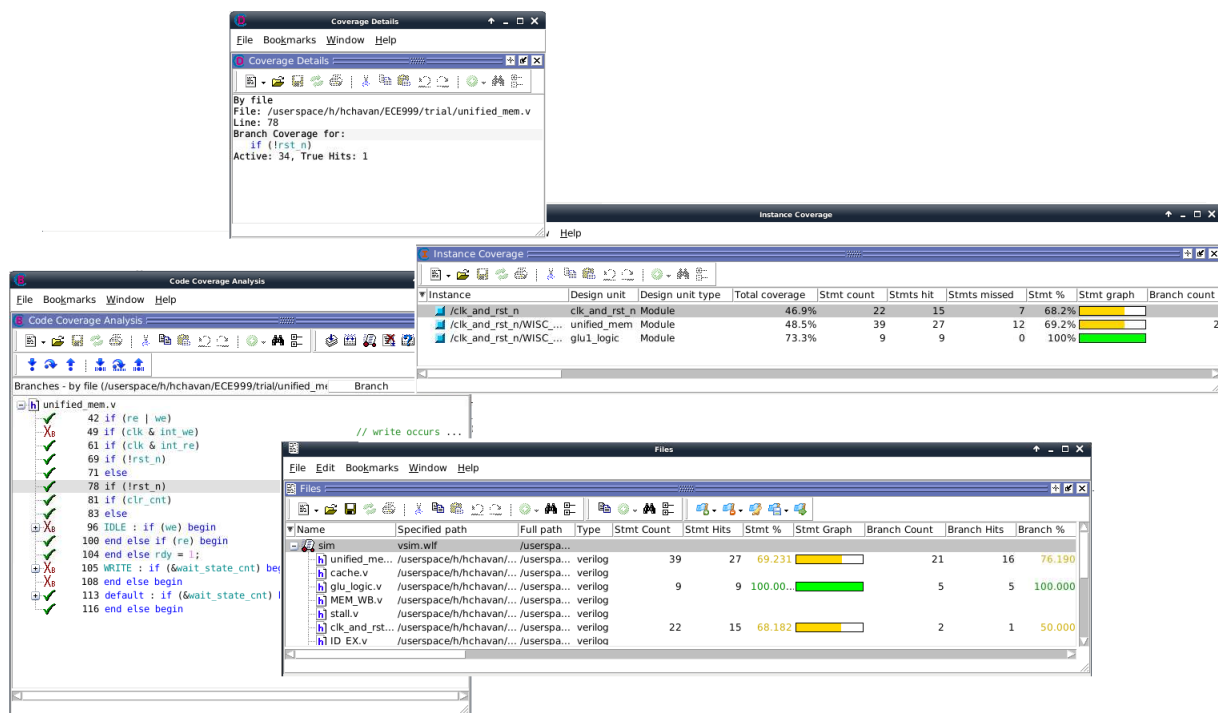 Coverage Details
File Bookmarks Window Help
Coverage Details
By file
File: /userspace/h/hchavan/ECE999/trial/unified_mem.v
Line: 78
Branch Coverage for:
if (!rst_n)
Active: 34, True Hits: 1
Instance Coverage
Help
Instance Coverage
Instance Design unit Design unit type Total coverage Stmt count Stmts hit Stmts missed Stmt % Stmt graph Branch count
/clk_and_rst_n clk_and_rst_n Module 46.9% 22 15 7 68.2%
/clk_and_rst_n/WISC_... unified_mem Module 48.5% 39 27 12 69.2% 2
/clk_and_rst_n/WISC_... glu1_logic Module 73.3% 9 9 0 100%
Code Coverage Analysis
File Bookmarks Window Help
Code Coverage Analysis
Branches - by file (/userspace/h/hchavan/ECE999/trial/unified_me Branch
unified_mem.v
42 if (re | we)
49 if (clk & int_we) // write occurs ...
61 if (clk & int_re)
69 if (!rst_n)
71 else
78 if (!rst_n)
81 if (clr_cnt)
83 else
96 IDLE : if (we) begin
100 end else if (re) begin
104 end else rdy = 1;
105 WRITE : if (&wait_state_cnt) beg
108 end else begin
113 default : if (&wait_state_cnt)
116 end else begin
Files
File Edit Bookmarks Window Help
Files
Name Specified path Full path Type Stmt Count Stmt Hits Stmt % Stmt Graph Branch Count Branch Hits Branch %
sim vsim.wlf /userspa...
unified_me... /userspace/h/hchavan/... /userspa... verilog 39 27 69.231 21 16 76.190
cache.v /userspace/h/hchavan/... /userspa... verilog
glu_logic.v /userspace/h/hchavan/... /userspa... verilog 9 9 100.00... 5 5 100.000
MEM_WB.v /userspace/h/hchavan/... /userspa... verilog
stall.v /userspace/h/hchavan/... /userspa... verilog
clk_and_rst... /userspace/h/hchavan/... /userspa... verilog 22 15 68.182 2 1 50.000
ID_EX.v /userspace/h/hchavan/... /userspa... verilog